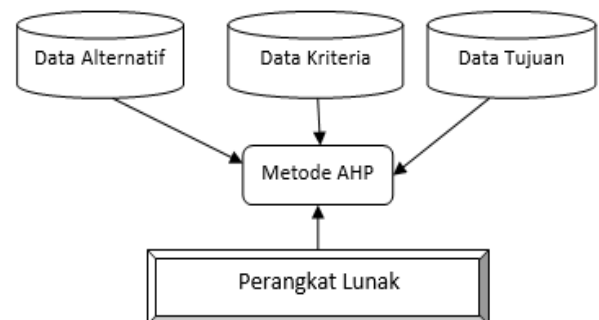 Data Alternatif
Data Kriteria
Data Tujuan
Metode AHP
Perangkat Lunak